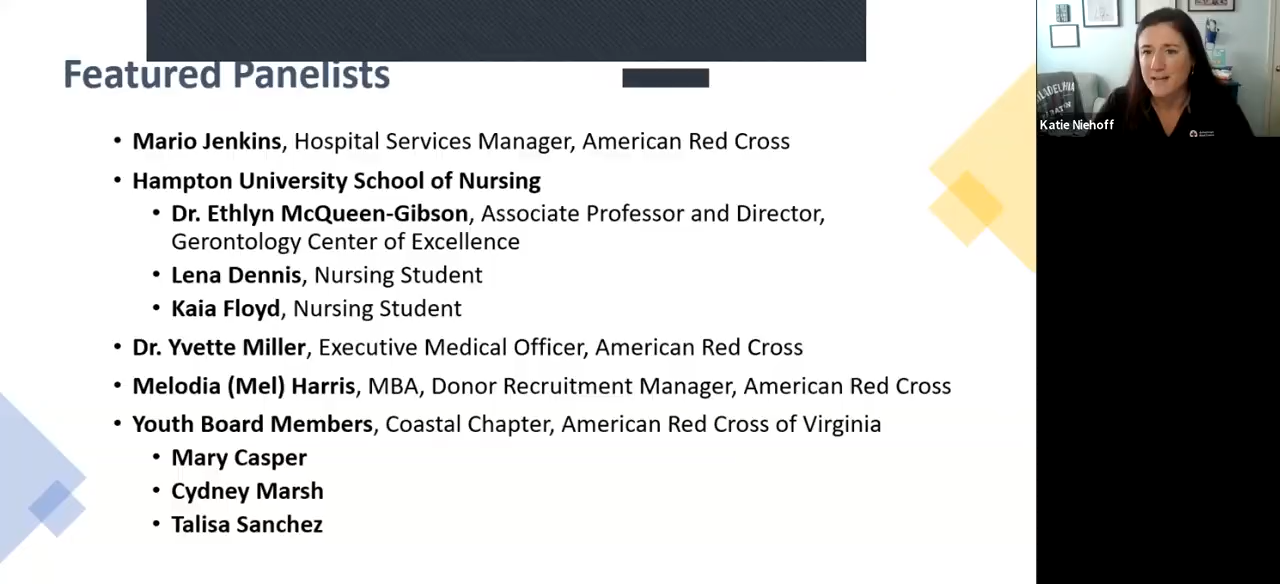 Featured Panelists
• Mario Jenkins, Hospital Services Manager, American Red Cross
• Hampton University School of Nursing
• Dr. Ethlyn McQueen-Gibson, Associate Professor and Director,
Gerontology Center of Excellence
• Lena Dennis, Nursing Student
• Kaia Floyd, Nursing Student
• Dr. Yvette Miller, Executive Medical Officer, American Red Cross
• Melodia (Mel) Harris, MBA, Donor Recruitment Manager, American Red Cross
• Youth Board Members, Coastal Chapter, American Red Cross of Virginia
• Mary Casper
• Cydney Marsh
• Talisa Sanchez
Katie Niehoff